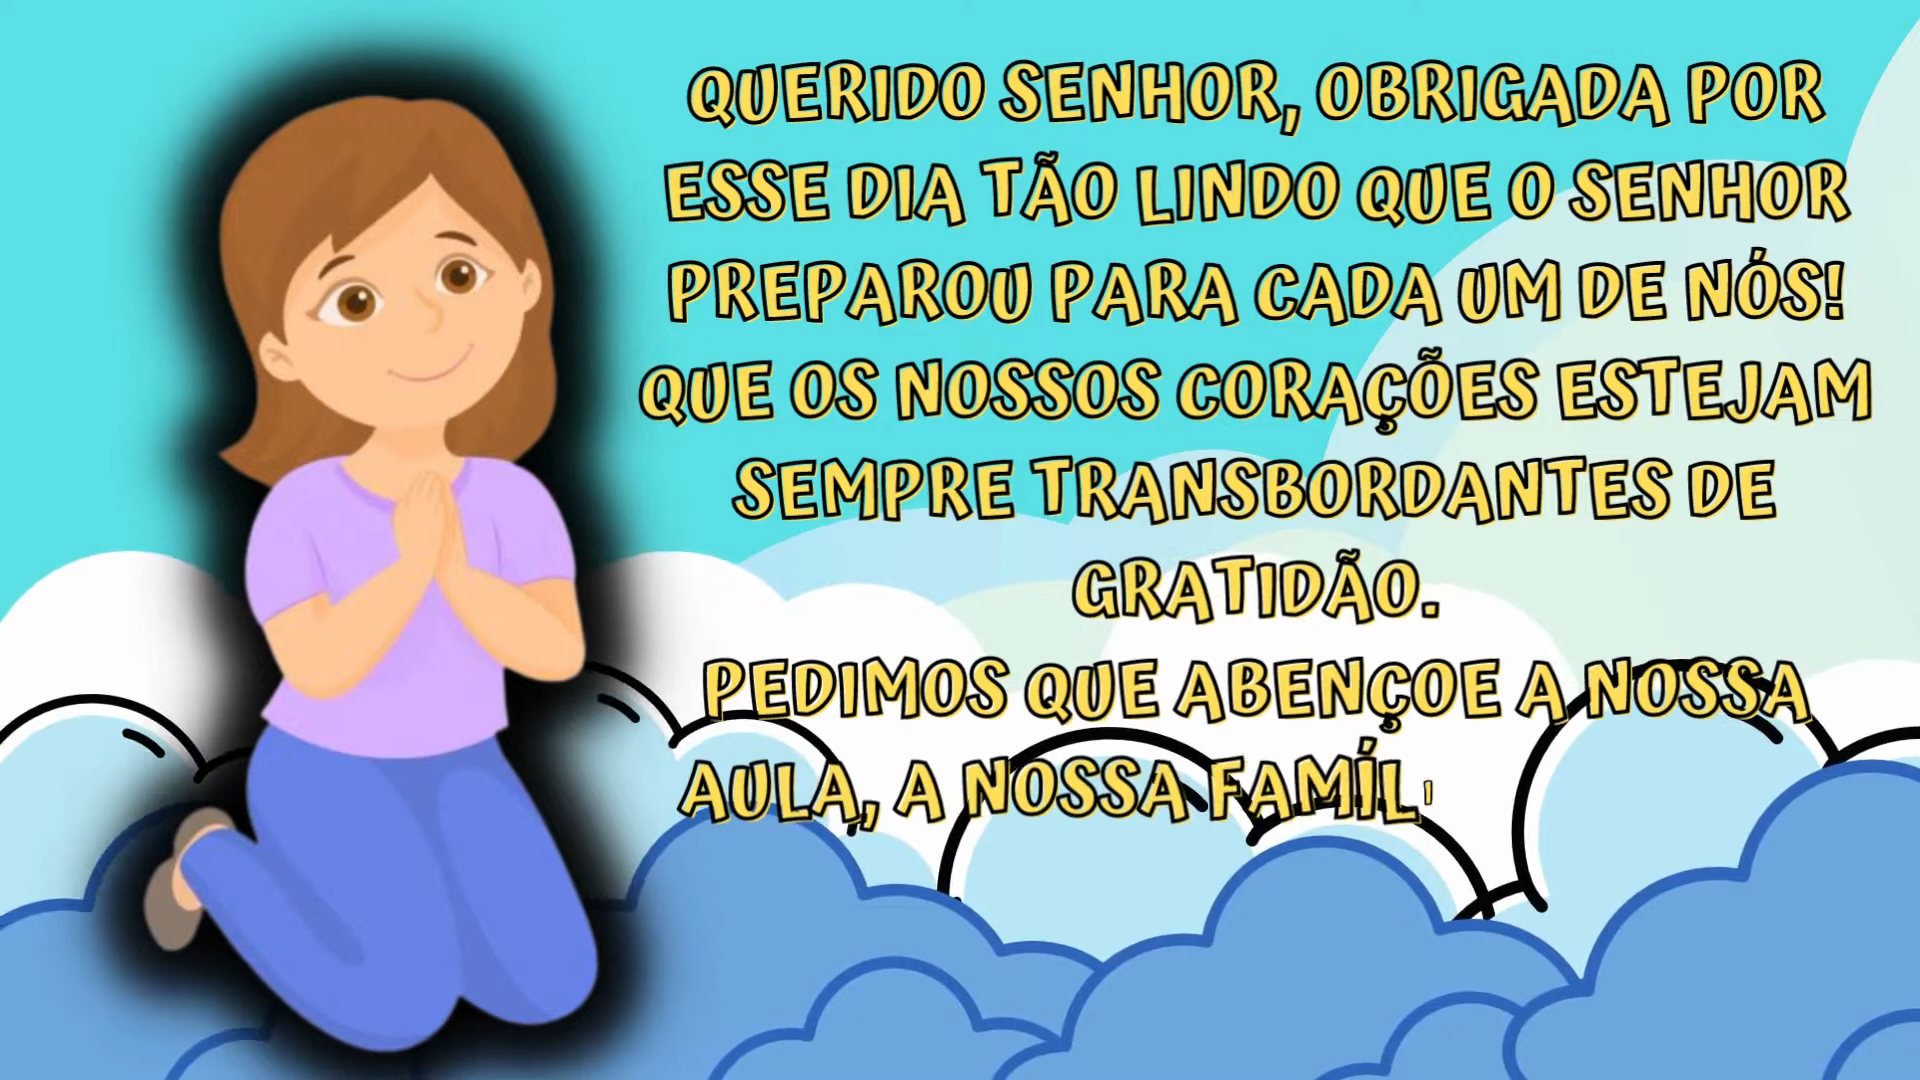 QUERIDO SENHOR, OBRIGADA POR
ESSE DIA TÃO LINDO QUE O SENHOR
PREPAROU PARA CADA UM DE NÓS!
QUE OS NOSSOS CORAÇÕES ESTEJAM
SEMPRE TRANSBORDANTES DE
GRATIDÃO.
PEDIMOS QUE ABENÇOE A NOSSA
AULA, A NOSSA FAMÍL